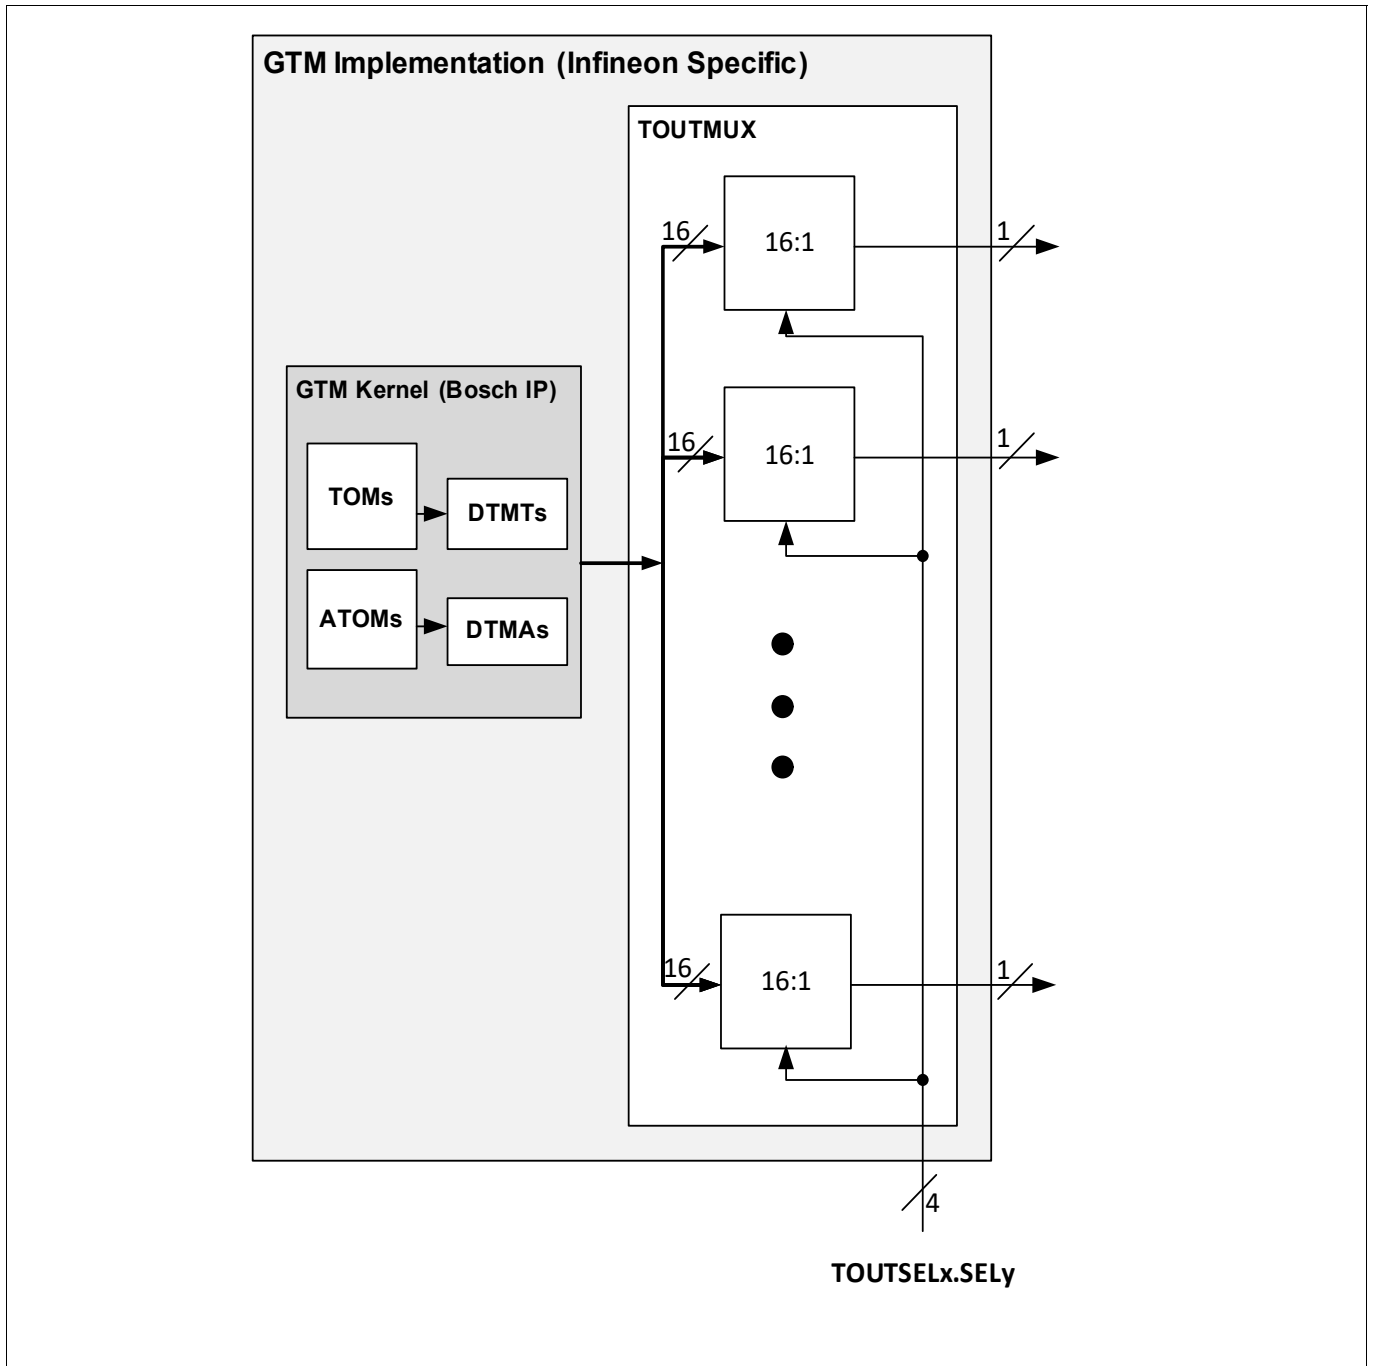 GTM Implementation (Infineon Specific)
TOUTMUX
16
16:1
1
GTM Kernel (Bosch IP)
16
16:1
1
TOMs
DTMTs
ATOMs
DTMAs
16
16:1
1
4
TOUTSELx.SELy